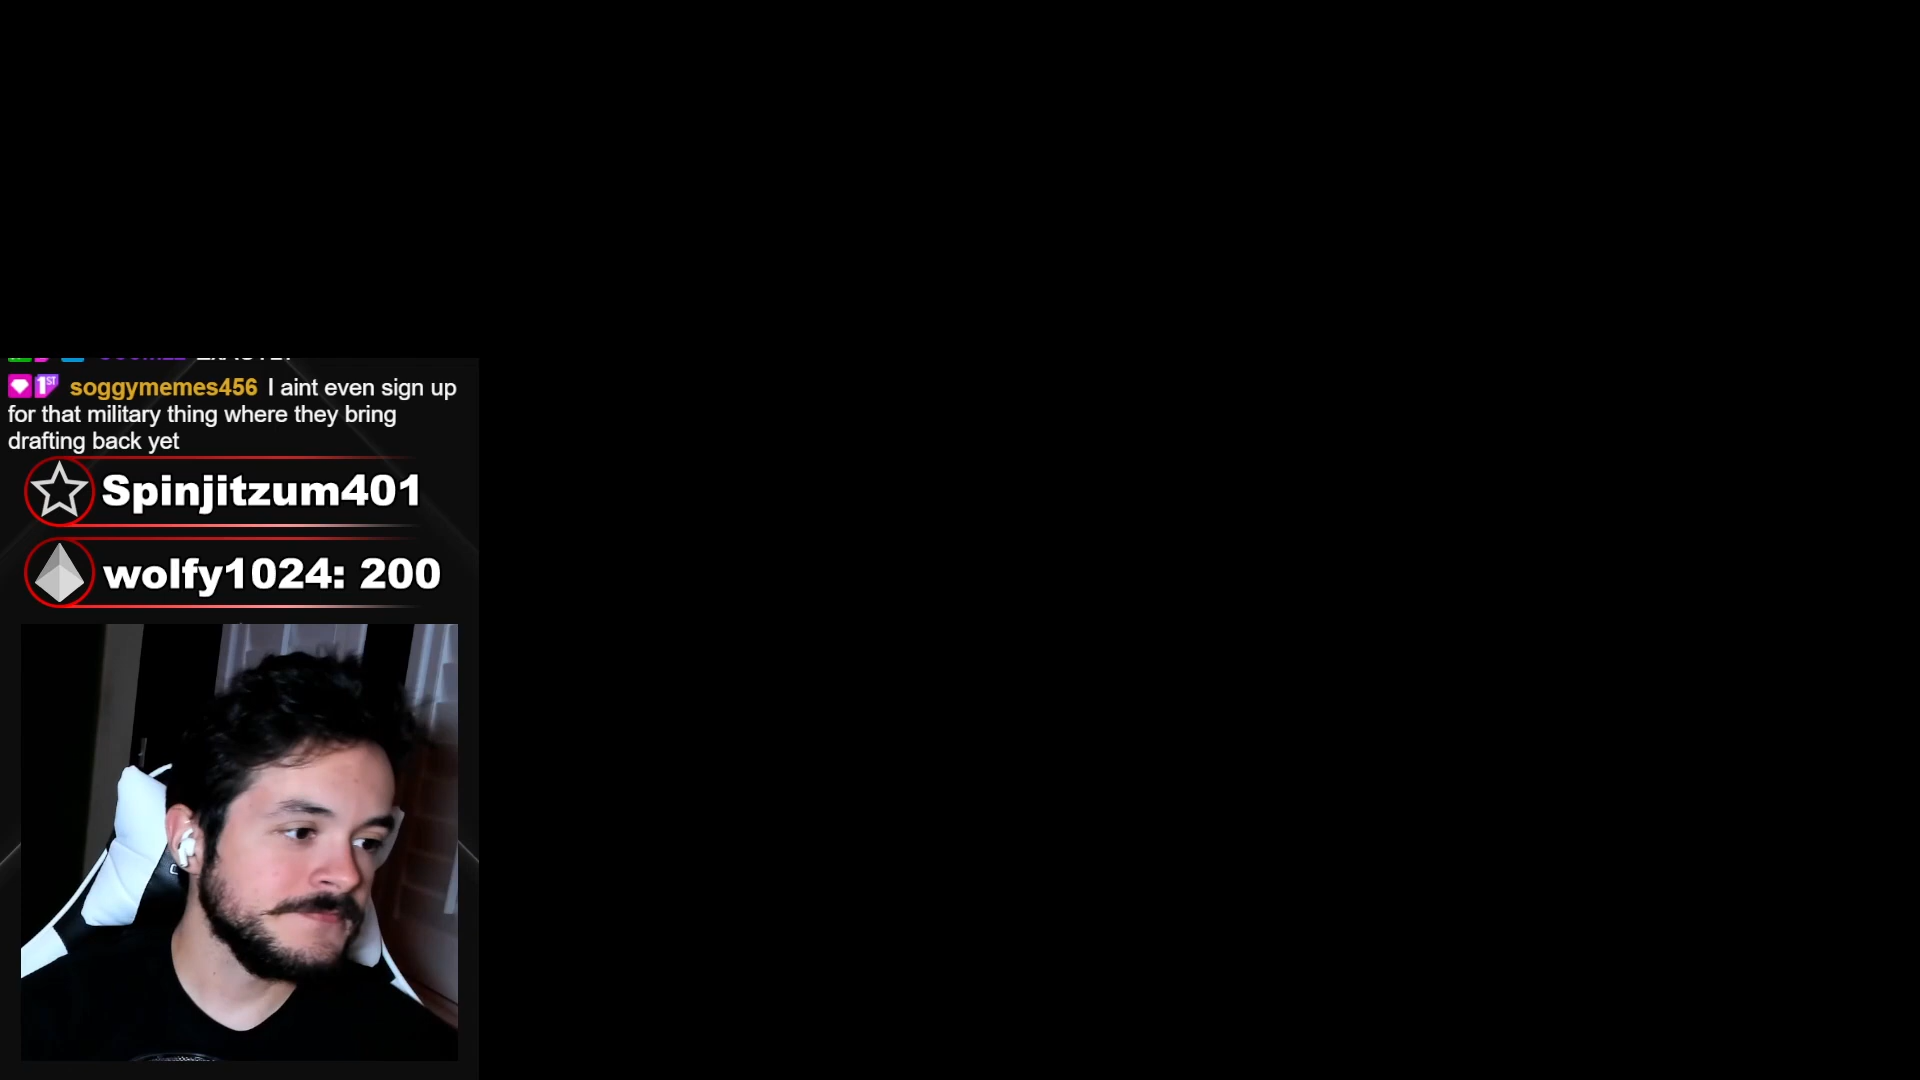 soggymemes456 I aint even sign up
for that military thing where they bring
drafting back yet
Spinjitzum401
wolfy1024: 200